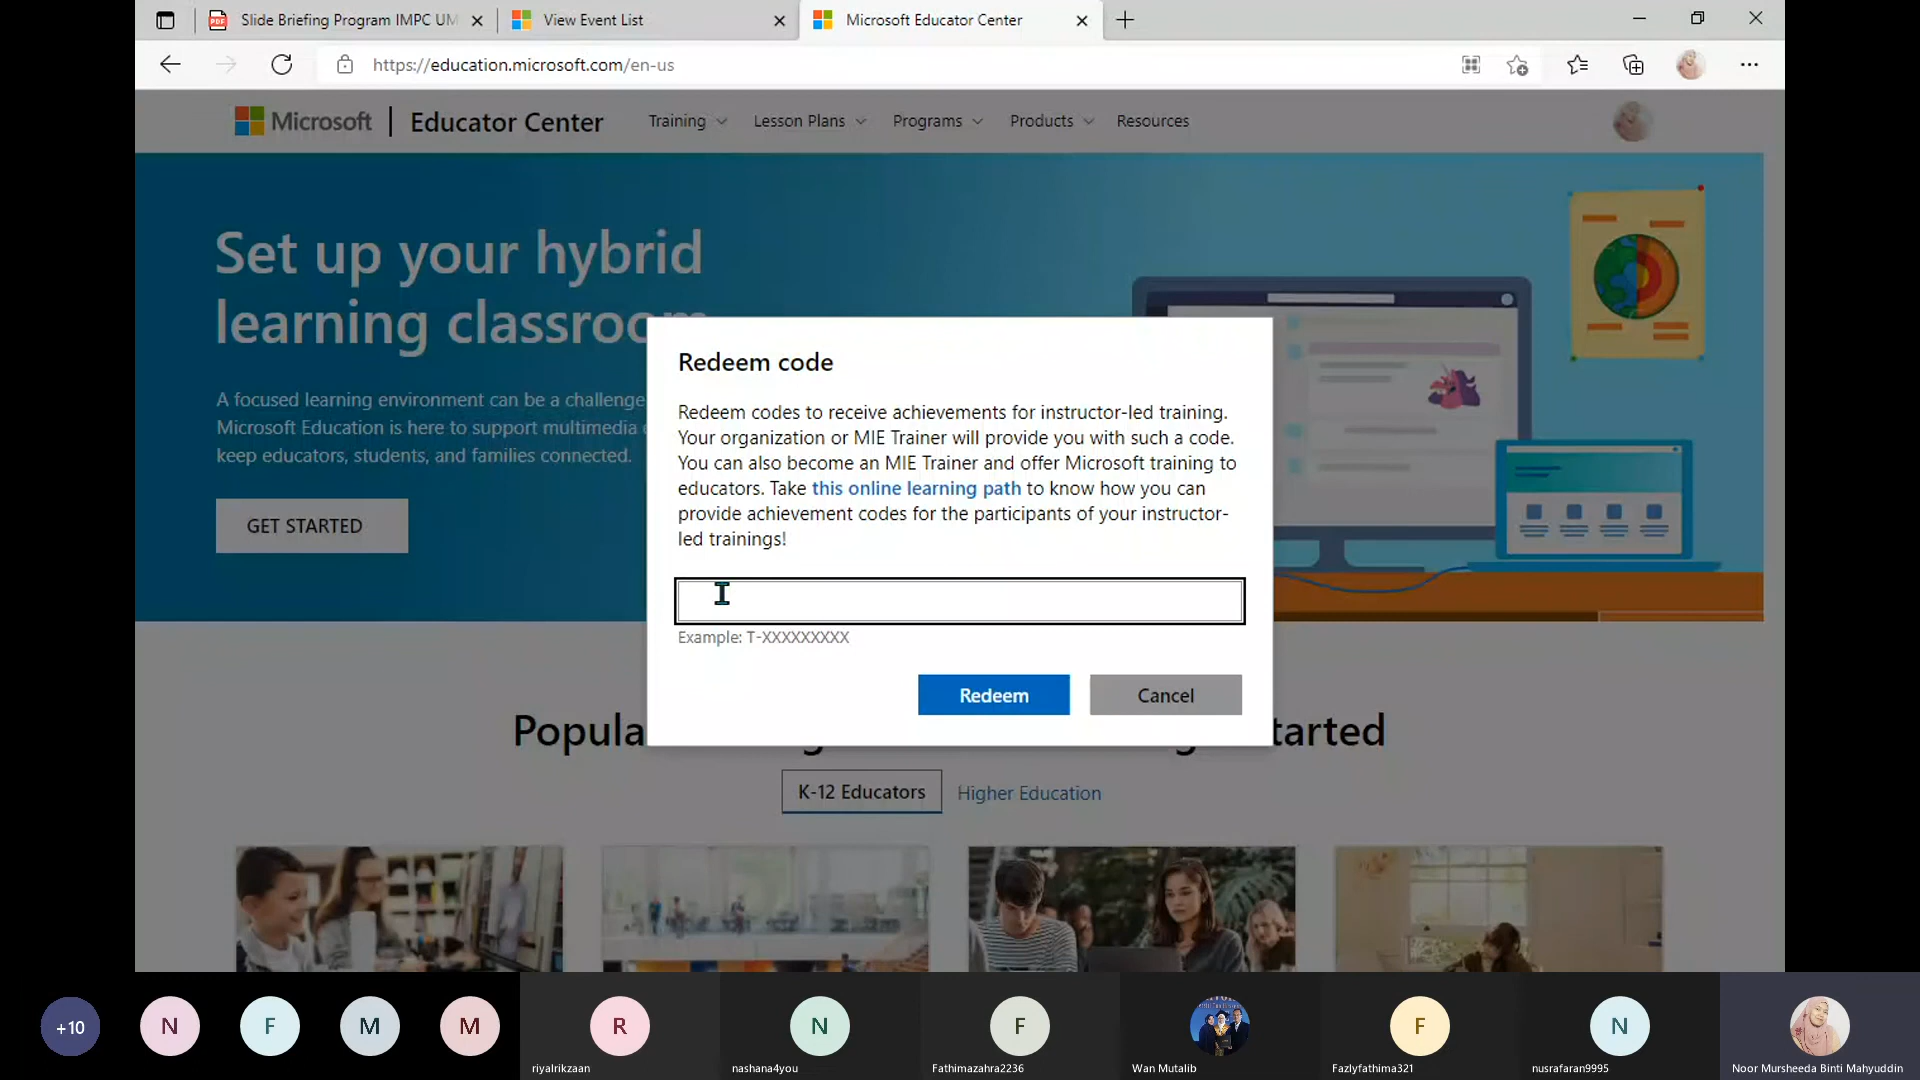 Slide Briefing Program IMPC UM
View Event List
Microsoft Educator Center
https://education.microsoft.com/en-us
Microsoft
Educator Center
Training
Lesson Plans
Programs
Products
Resources
Set up your hybrid
learning classroom
A focused learning environment can be a challenge
Microsoft Education is here to support multimedia
keep educators, students, and families connected.
GET STARTED
Redeem code
Redeem codes to receive achievements for instructor-led training.
Your organization or MIE Trainer will provide you with such a code.
You can also become an MIE Trainer and offer Microsoft training to
educators. Take this online learning path to know how you can
provide achievement codes for the participants of your instructor-
led trainings!
Example: T-XXXXXXXXX
Redeem
Cancel
K-12 Educators
Higher Education
+10
N
F
M
M
R
N
F
F
N
riyalrikzaan
nashana4you
Fathimazahra2236
Wan Mutalib
Fazlyfathima321
nusrafaran9995
Noor Mursheeda Binti Mahyuddin